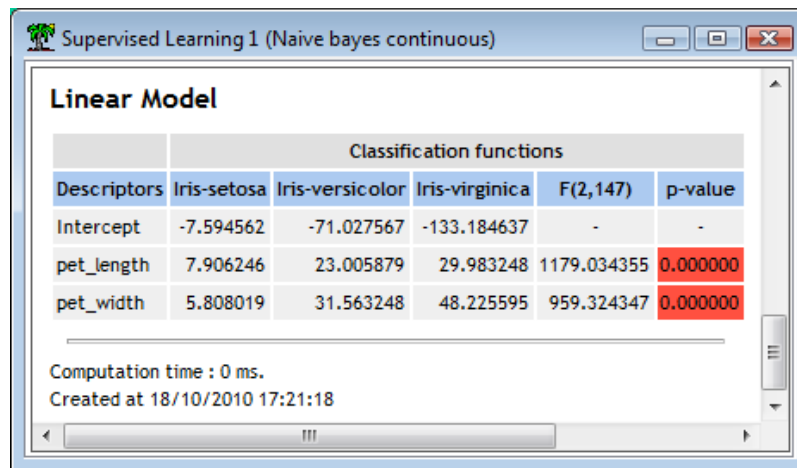 Supervised Learning 1 (Naive bayes continuous)
Linear Model
Classification functions
Descriptors Iris-setosa Iris-versicolor Iris-virginica F(2,147) p-value
Intercept -7.594562 -71.027567 -133.184637 - -
pet_length 7.906246 23.005879 29.983248 1179.034355 0.000000
pet_width 5.808019 31.563248 48.225595 959.324347 0.000000
Computation time : 0 ms.
Created at 18/10/2010 17:21:18